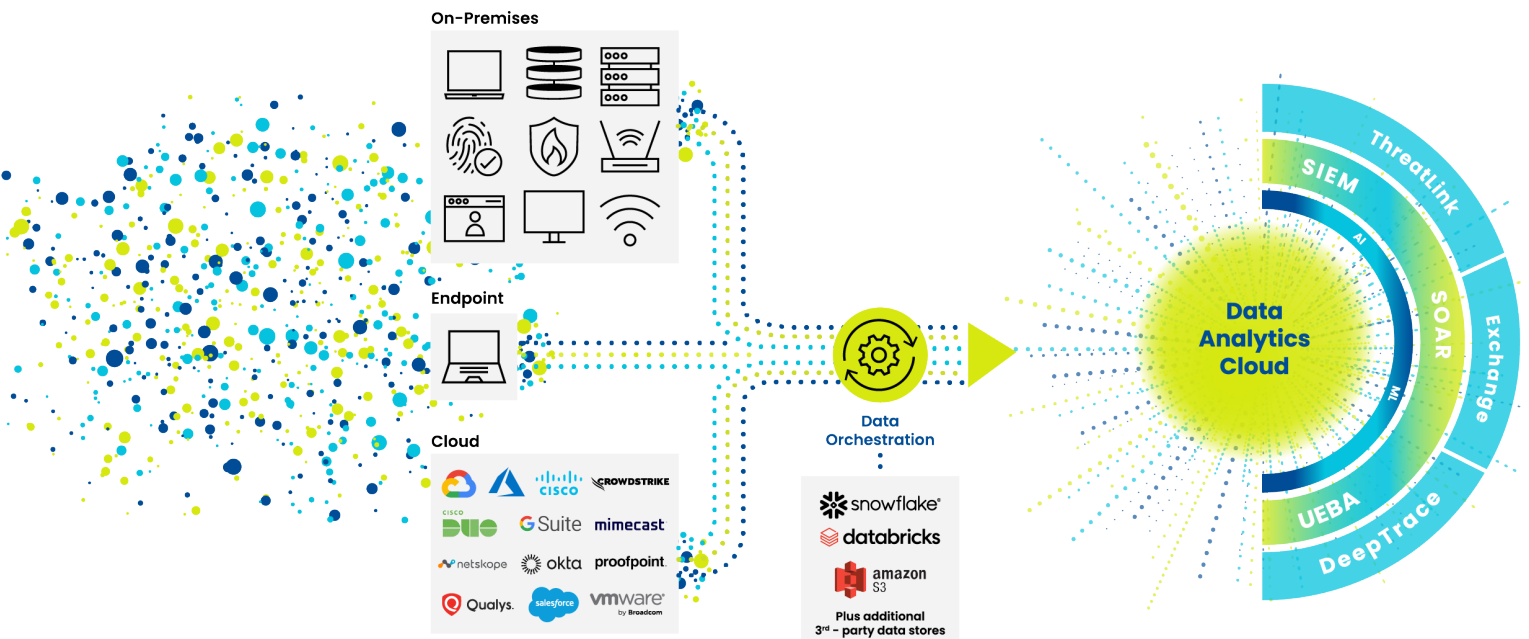 On-Premises
Endpoint
Cloud
CISCO
CROWDSTRIKE
CISCO
DUO
G Suite
mimecast
netskope
okta
proofpoint.
Qualys.
salesforce
vmware®
by Broadcom
Data
Orchestration
snowflake®
databricks
amazon
S3
Plus additional
3rd - party data stores
Data
Analytics
Cloud
AI
ML
SIEM
SOAR
UEBA
ThreatLink
Exchange
DeepTrace